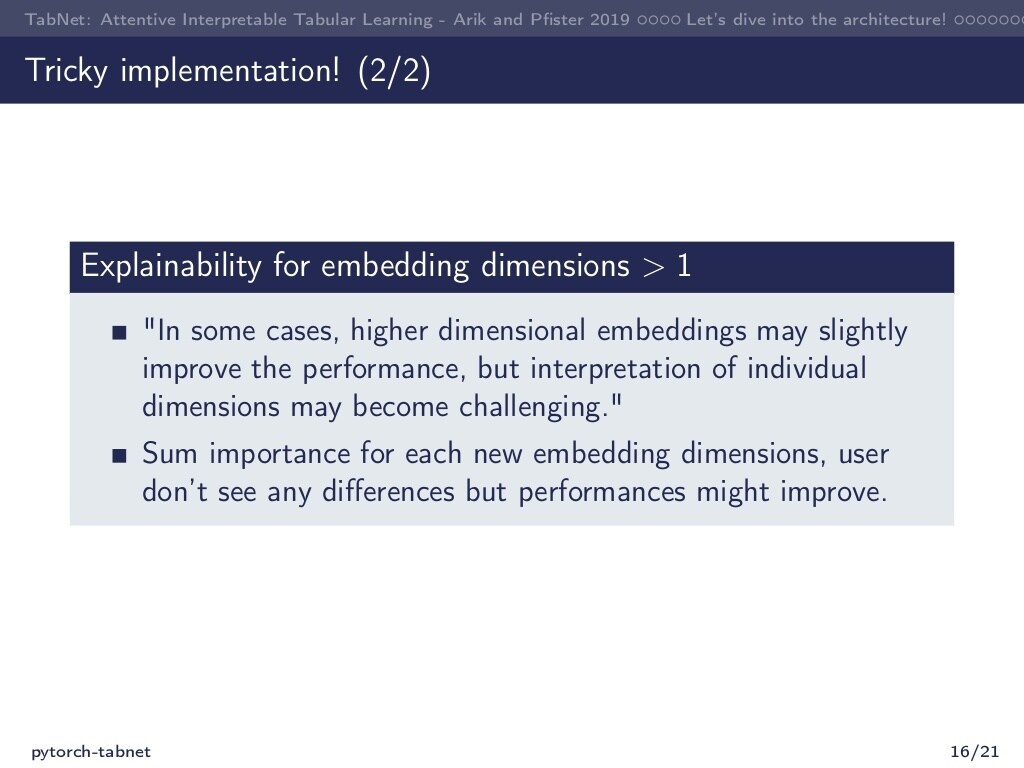 TabNet: Attentive Interpretable Tabular Learning - Arik and Pfister 2019 Let's dive into the architecture!
Tricky implementation! (2/2)
Explainability for embedding dimensions > 1
"In some cases, higher dimensional embeddings may slightly
improve the performance, but interpretation of individual
dimensions may become challenging."
Sum importance for each new embedding dimensions, user
don't see any differences but performances might improve.
pytorch-tabnet 16/21